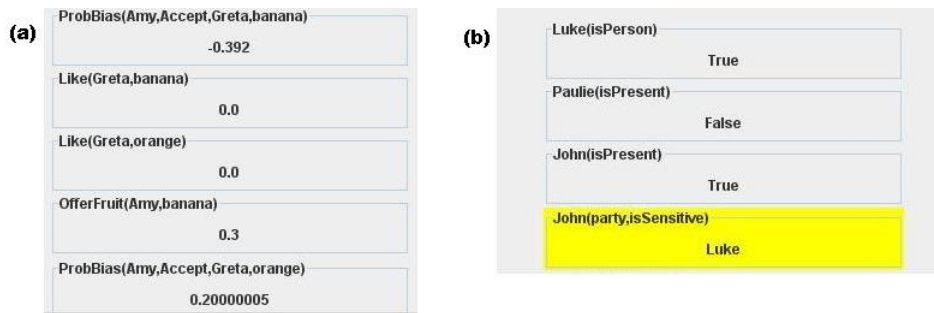 (a)
ProbBias(Amy,Accept,Greta,banana)
-0.392
Like(Greta,banana)
0.0
Like(Greta,orange)
0.0
OfferFruit(Amy,banana)
0.3
ProbBias(Amy,Accept,Greta,orange)
0.20000005
(b)
Luke(isPerson)
True
Paulie(isPresent)
False
John(isPresent)
True
John(party,isSensitive)
Luke